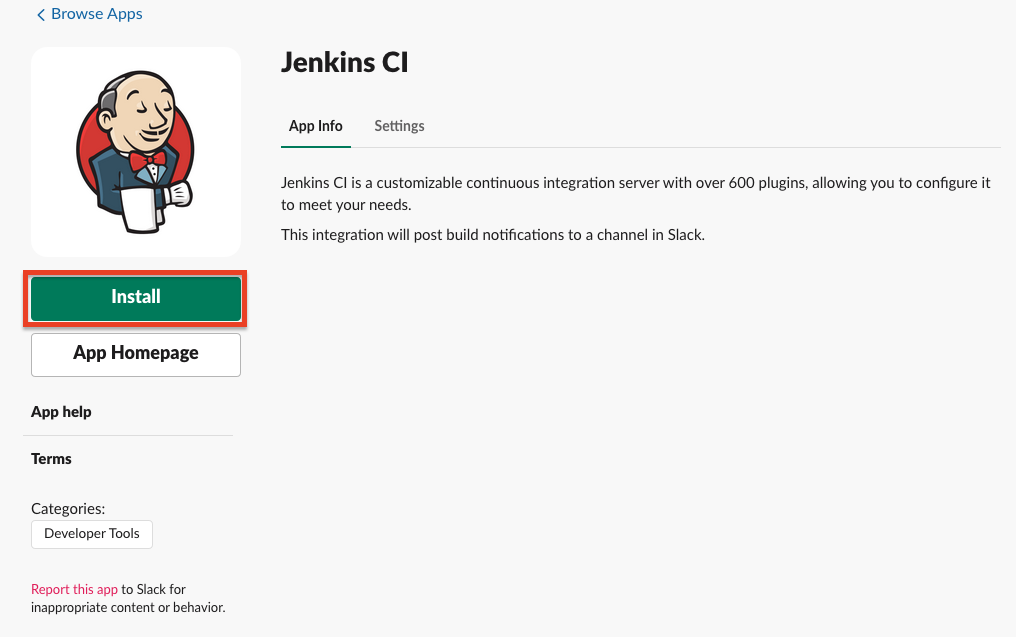 Browse Apps
Jenkins CI
App Info
Settings
Jenkins CI is a customizable continuous integration server with over 600 plugins, allowing you to configure it
to meet your needs.
This integration will post build notifications to a channel in Slack.
Install
App Homepage
App help
Terms
Categories:
Developer Tools
Report this app to Slack for
inappropriate content or behavior.